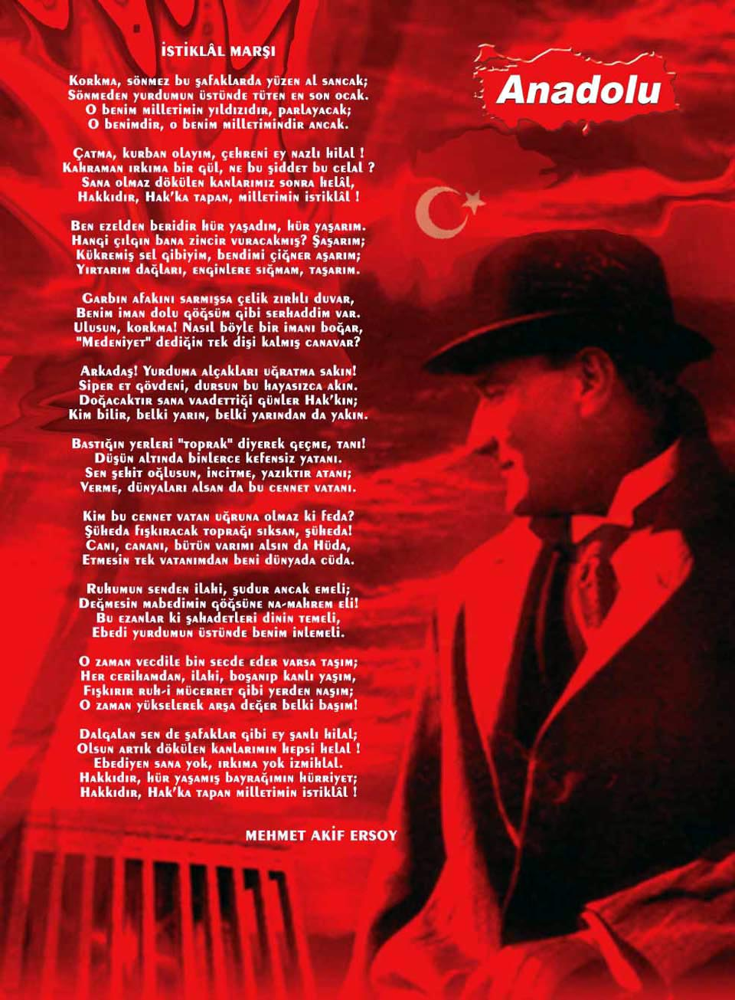 İSTİKLÂL MARŞI
Korkma, sönmez bu şafaklarda yüzen al sancak;
Sönmeden yurdumun üstünde tüten en son ocak.
O benim milletimin yıldızıdır, parlayacak;
O benimdir, o benim milletimindir ancak.
Çatma, kurban olayım, çehreni ey nazlı hilal !
Kahraman ırkıma bir gül, ne bu şiddet bu celal ?
Sana olmaz dökülen kanlarımız sonra helâl,
Hakkıdır, Hak'ka tapan, milletimin istiklâl !
Ben ezelden beridir hür yaşadım, hür yaşarım.
Hangi çılgın bana zincir vuracakmış? Şaşarım;
Kükremiş sel gibiyim, bendimi çiğner aşarım;
Yırtarım dağları, enginlere sığmam, taşarım.
Garbın afakını sarmışsa çelik zırhlı duvar,
Benim iman dolu göğsüm gibi serhaddim var.
Ulusun, korkma! Nasıl böyle bir imanı boğar,
"Medeniyet" dediğin tek dişi kalmış canavar?
Arkadaş! Yurduma alçakları uğratma sakın!
Siper et gövdeni, dursun bu hayasızca akın.
Doğacaktır sana vaadettiği günler Hak'kın;
Kim bilir, belki yarın, belki yarından da yakın.
Bastığın yerleri "toprak" diyerek geçme, tanı!
Düşün altında binlerce kefensiz yatanı.
Sen şehit oğlusun, incitme, yazıktır atanı;
Verme, dünyaları alsan da bu cennet vatanı.
Kim bu cennet vatan uğruna olmaz ki feda?
Şüheda fışkıracak toprağı sıksan, şüheda!
Canı, cananı, bütün varımı alsın da Hüda,
Etmesin tek vatanımdan beni dünyada cüda.
Ruhumun senden ilahi, şudur ancak emeli;
Değmesin mabedimin göğsüne na-mahrem eli!
Bu ezanlar ki şahadetleri dinin temeli,
Ebedi yurdumun üstünde benim inlemeli.
O zaman vecdile bin secde eder varsa taşım;
Her cerihamdan, ilahi, boşanıp kanlı yaşım,
Fışkırır ruh-i mücerret gibi yerden naşım;
O zaman yükselerek arşa değer belki başım!
Dalgalan sen de şafaklar gibi ey şanlı hilal;
Olsun artık dökülen kanlarımın hepsi helal !
Ebediyen sana yok, ırkıma yok izmihlal.
Hakkıdır, hür yaşamış bayrağımın hürriyet;
Hakkıdır, Hak'ka tapan milletimin istiklâl !
MEHMET AKİF ERSOY
Anadolu